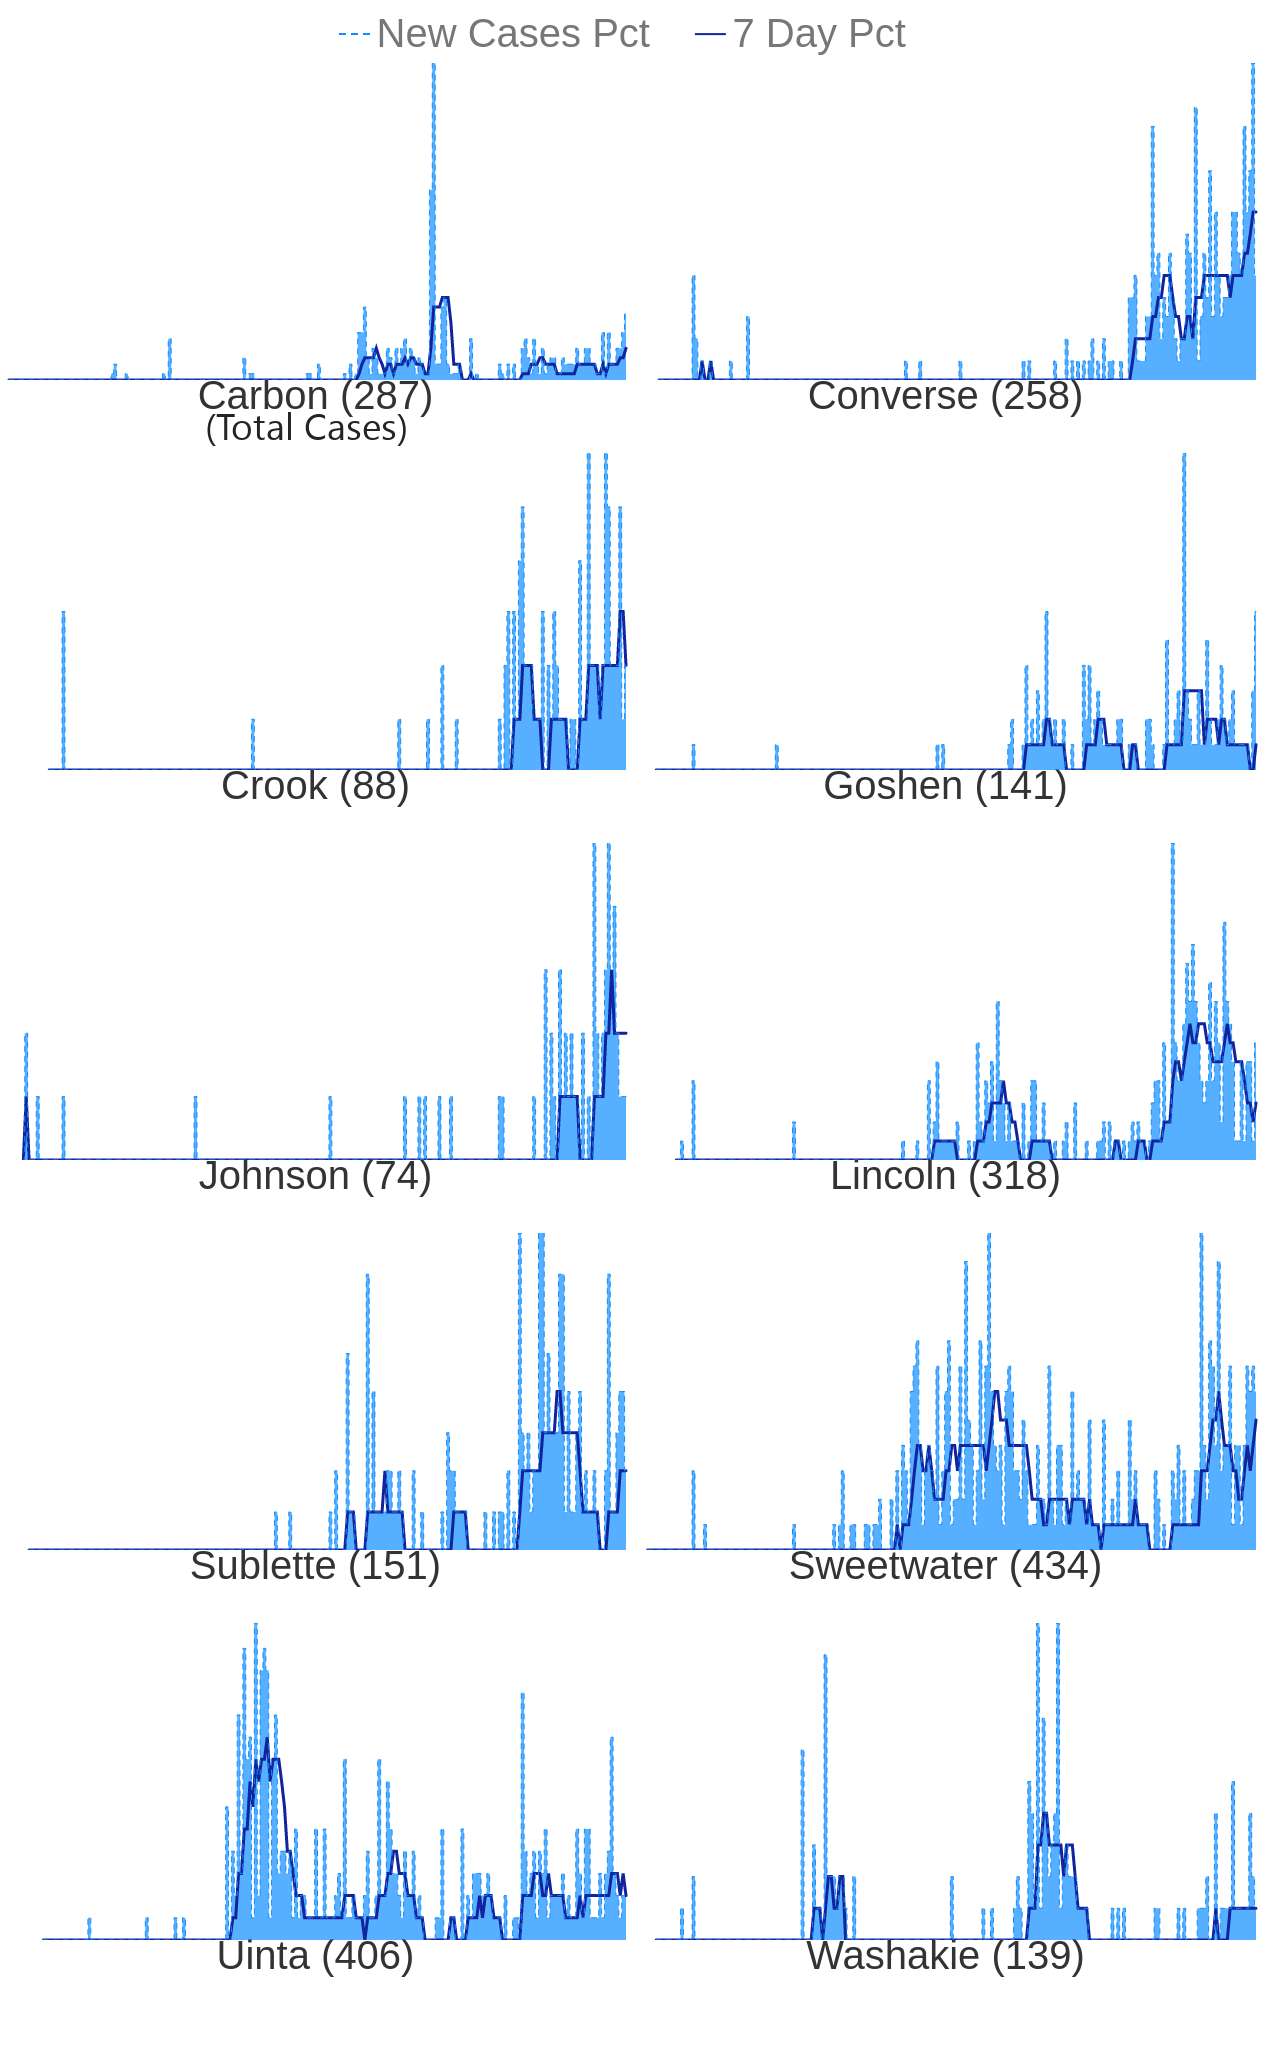 New Cases Pct 7 Day Pct
Carbon (287) Converse (258)
(Total Cases)
Crook (88) Goshen (141)
Johnson (74) Lincoln (318)
Sublette (151) Sweetwater (434)
Uinta (406) Washakie (139)